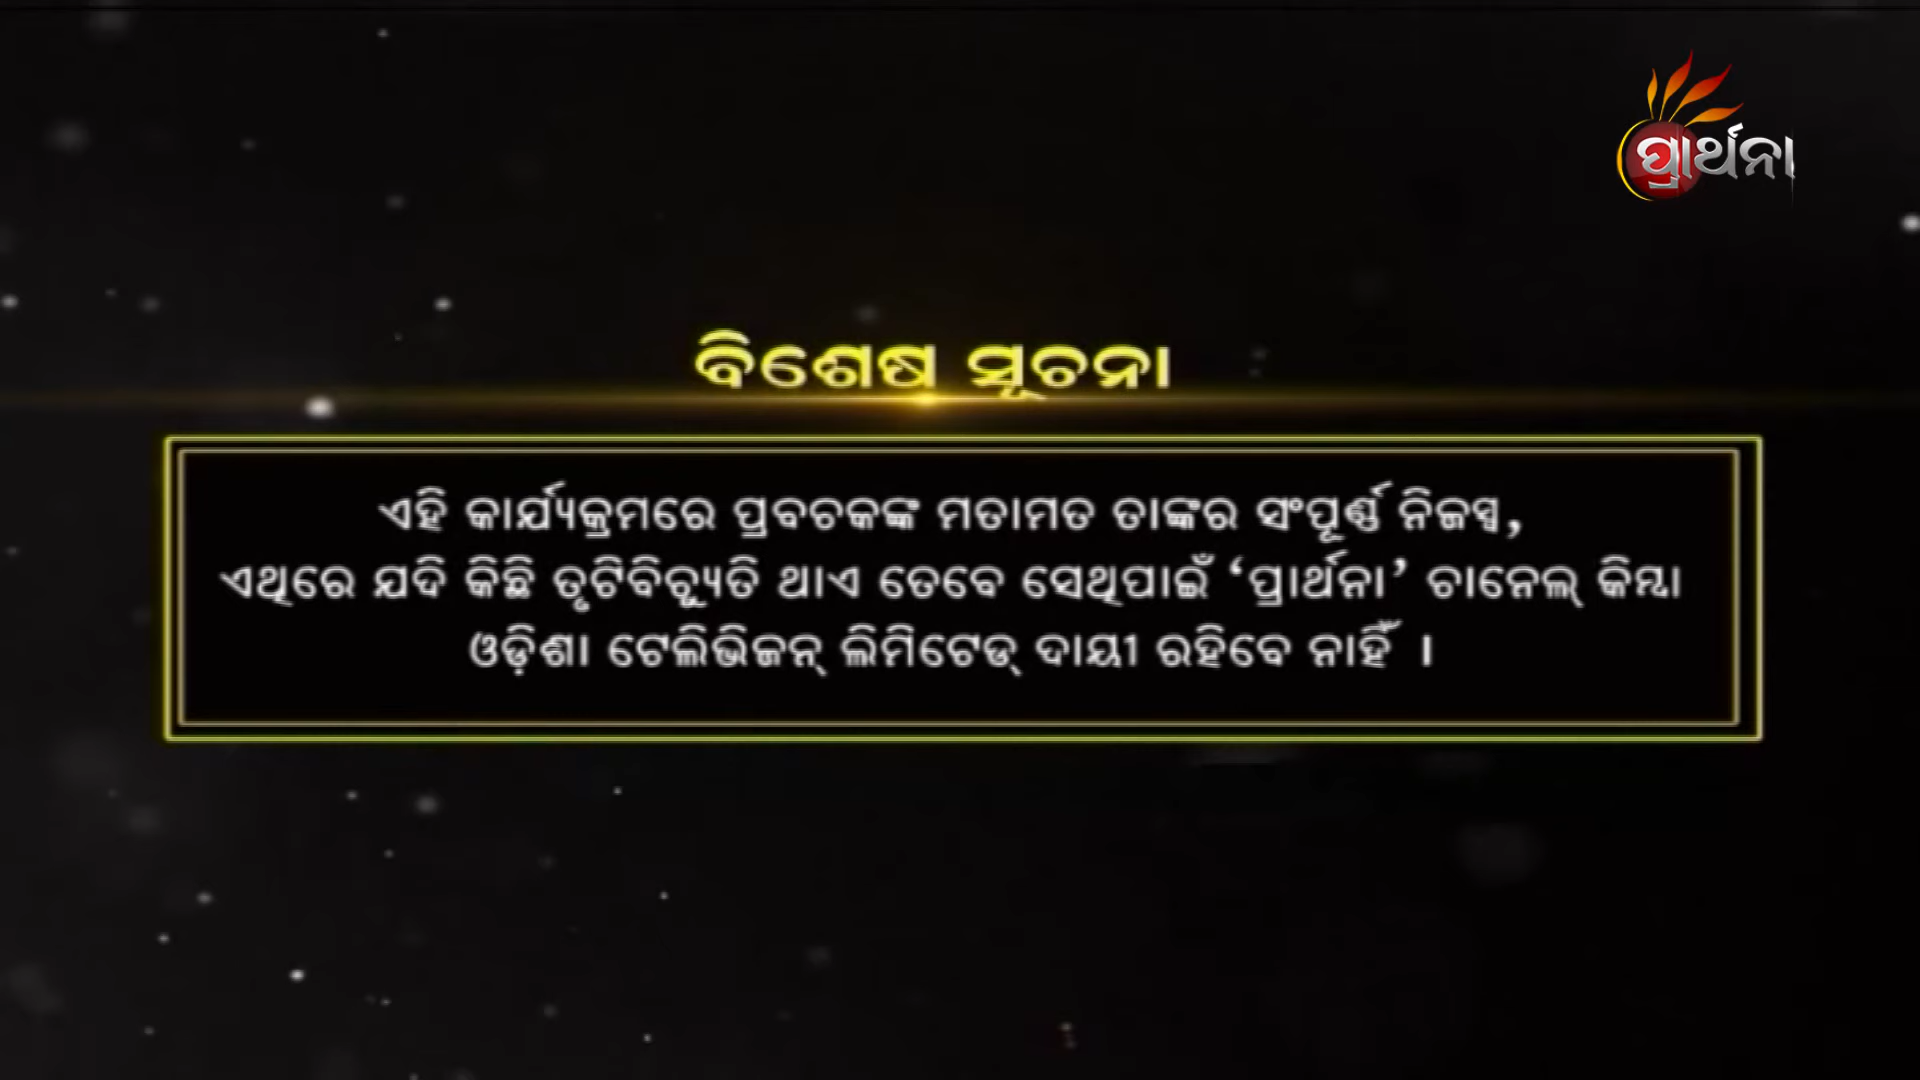 ପ୍ରାର୍ଥନା
ବିଶେଷ ସୂଚନା
ଏହି କାର୍ଯ୍ୟକ୍ରମରେ ପ୍ରବଚକଙ୍କ ମତାମତ ତାଙ୍କର ସଂପୂର୍ଣ୍ଣ ନିଜସ୍ୱ,
ଏଥିରେ ଯଦି କିଛି ତୃଟିବିଚ୍ୟୁତି ଥାଏ ତେବେ ସେଥିପାଇଁ ‘ପ୍ରାର୍ଥନା’ ଚାନେଲ୍ କିମ୍ବା
ଓଡ଼ିଶା ଟେଲିଭିଜନ୍ ଲିମିଟେଡ୍ ଦାୟୀ ରହିବେ ନାହିଁ ।